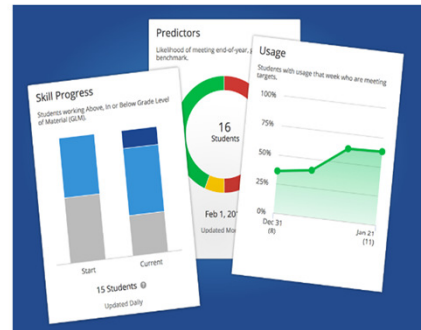 Skill Progress
Students working Above, In or Below Grade Level
of Material (GLM).
Start
Current
15 Students
Updated Daily
Predictors
Likelihood of meeting end-of-year,
benchmark.
16
Students
Feb 1,
Updated
Usage
Students with usage that week who are meeting
targets.
100%
75%
50%
25%
0%
Dec 31
(8)
Jan 21
(11)